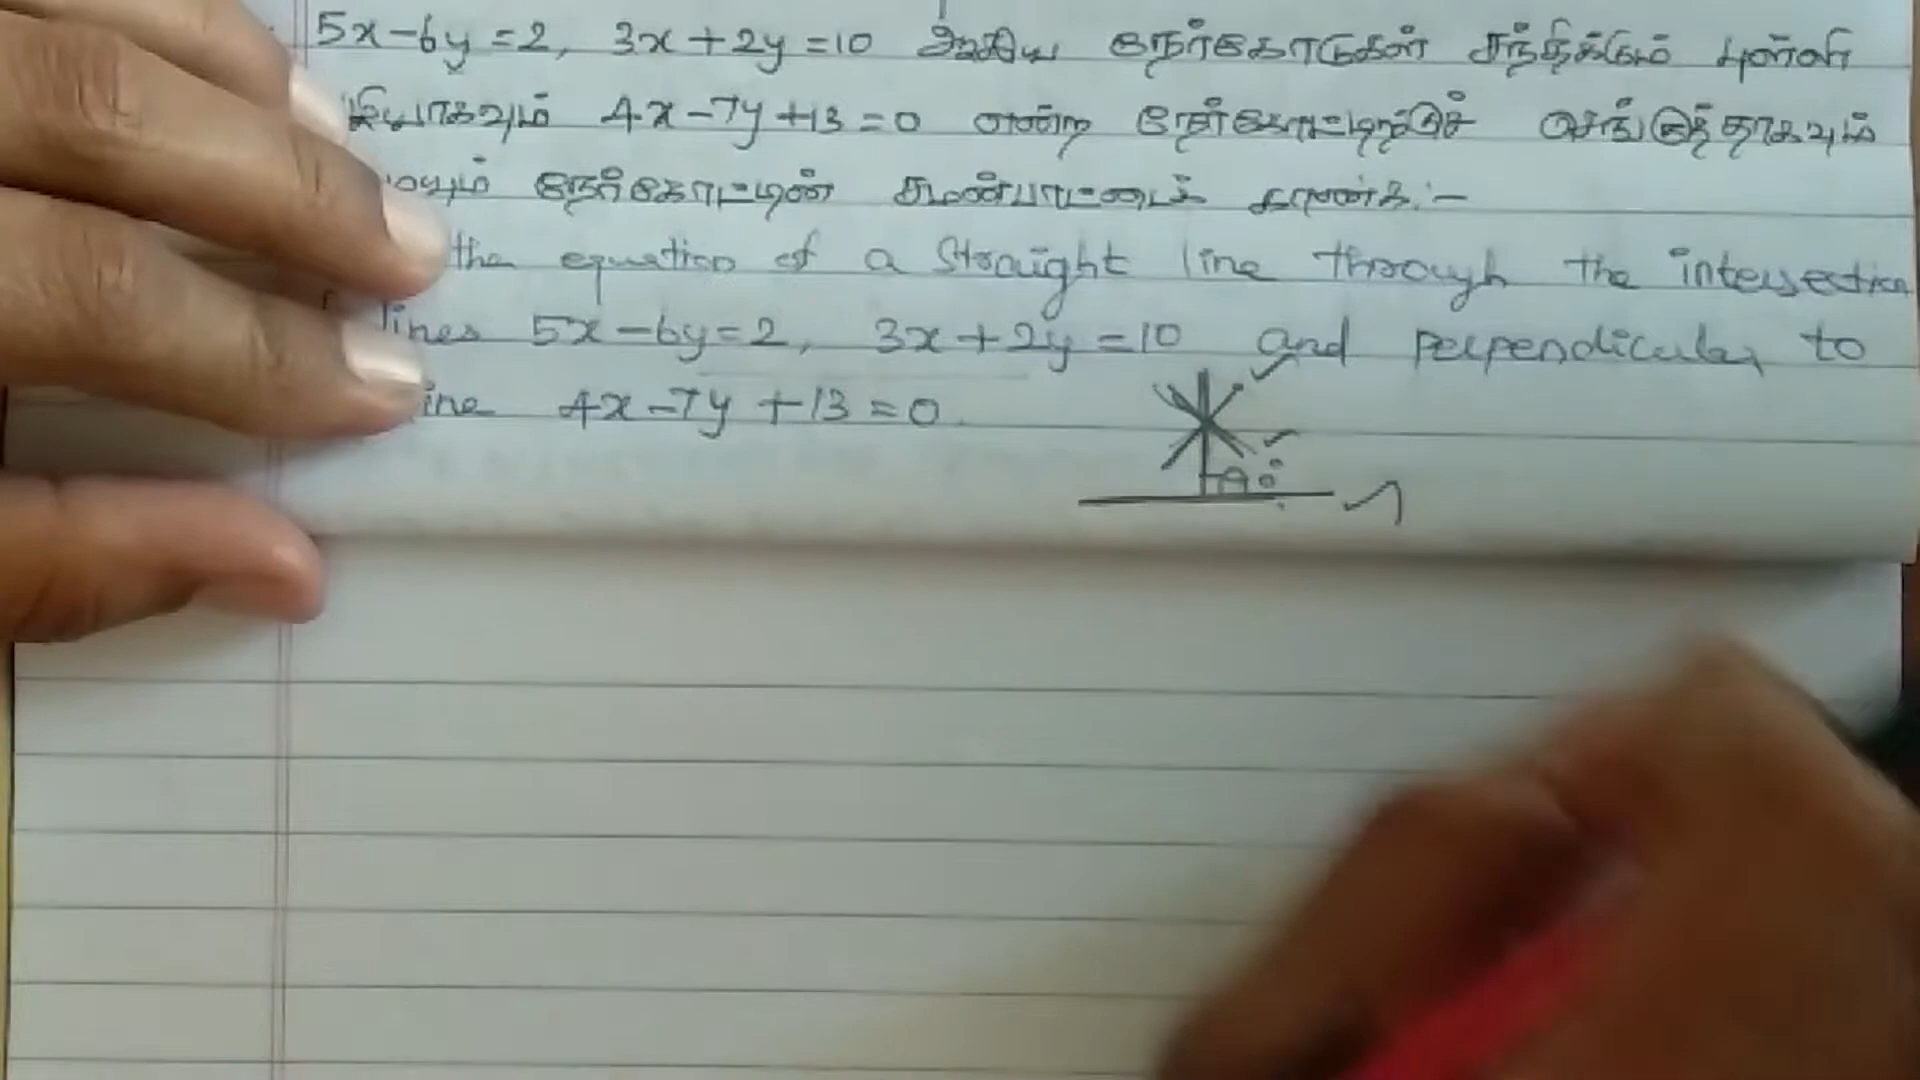 5x-6y=2, 3x+2y=10 ஆகிய நேர்கோடுகள் சந்திக்கும் புள்ளி
4x-7y+13=0 என்ற நேர்கோட்டிற்குச் செங்குத்தாகவும்
நேர்கோட்டின் சமன்பாட்டைக் காண்க:-
the equation of a Straight line through the intersection
lines 5x-6y=2, 3x+2y=10 and perpendicular to
4x-7y+13=0.
90°